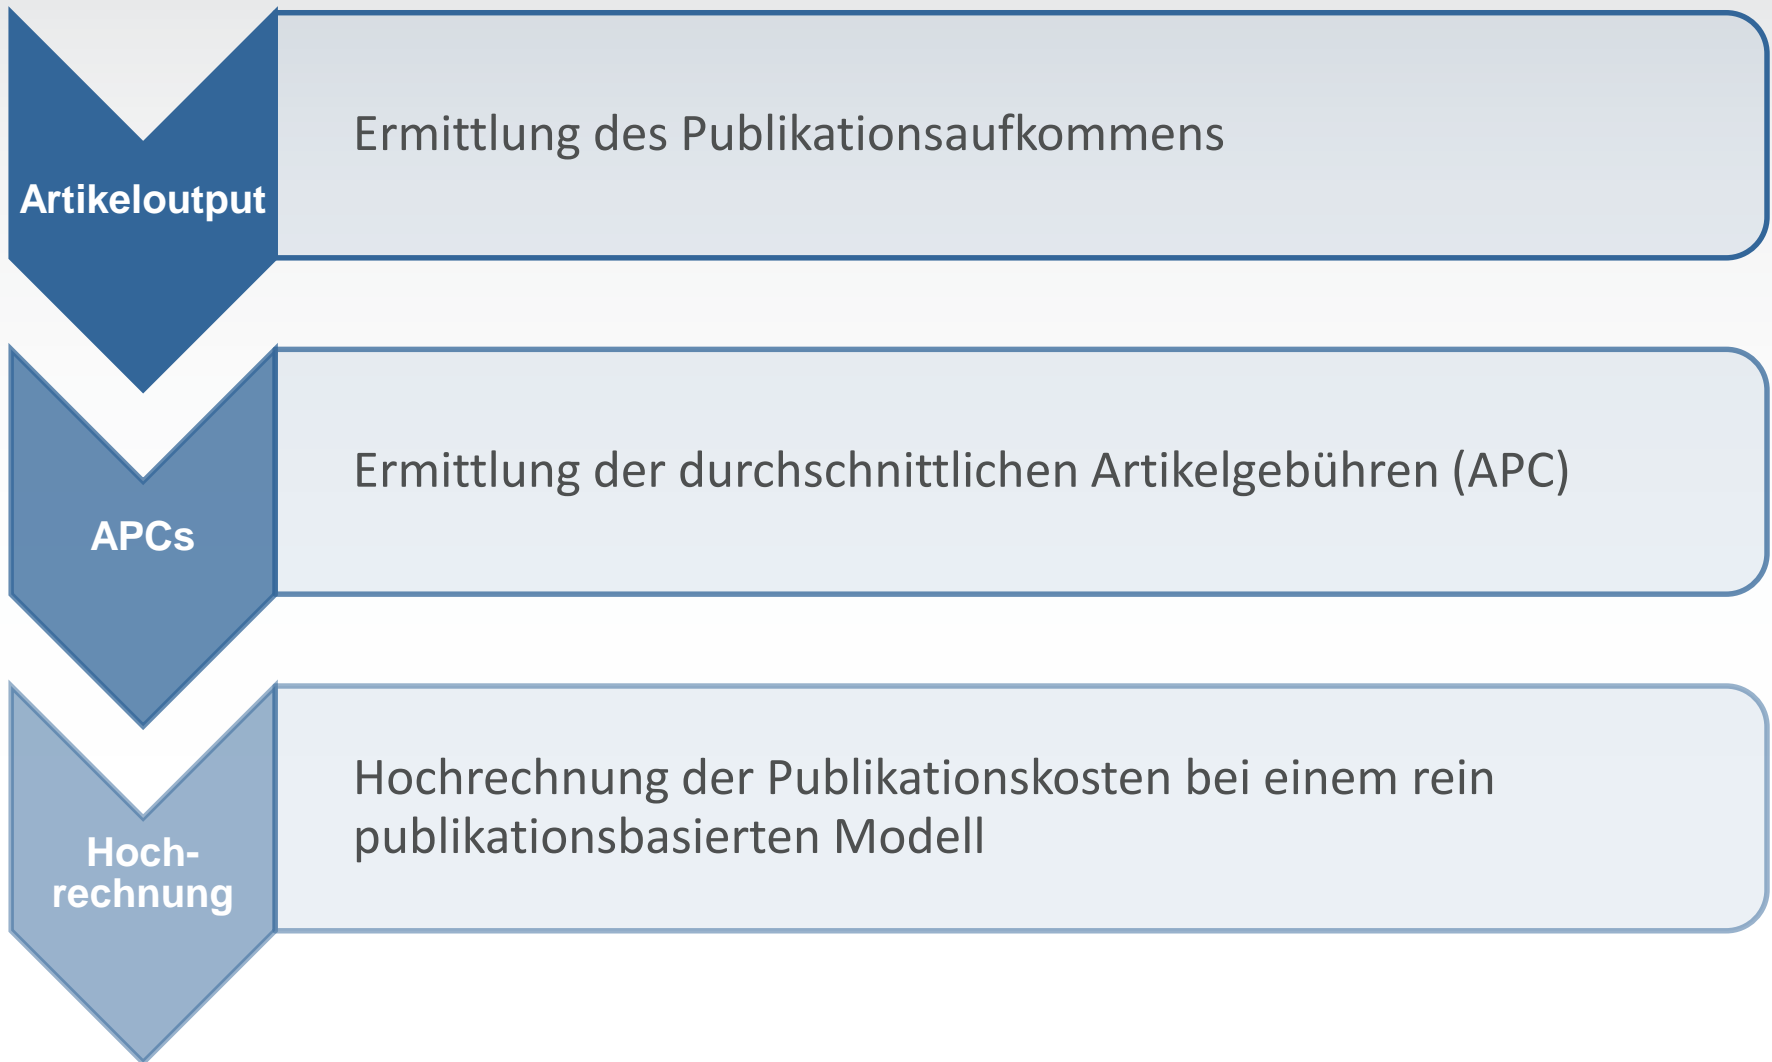 Artikeloutput
Ermittlung des Publikationsaufkommens
APCs
Ermittlung der durchschnittlichen Artikelgebühren (APC)
Hoch-
rechnung
Hochrechnung der Publikationskosten bei einem rein
publikationsbasierten Modell